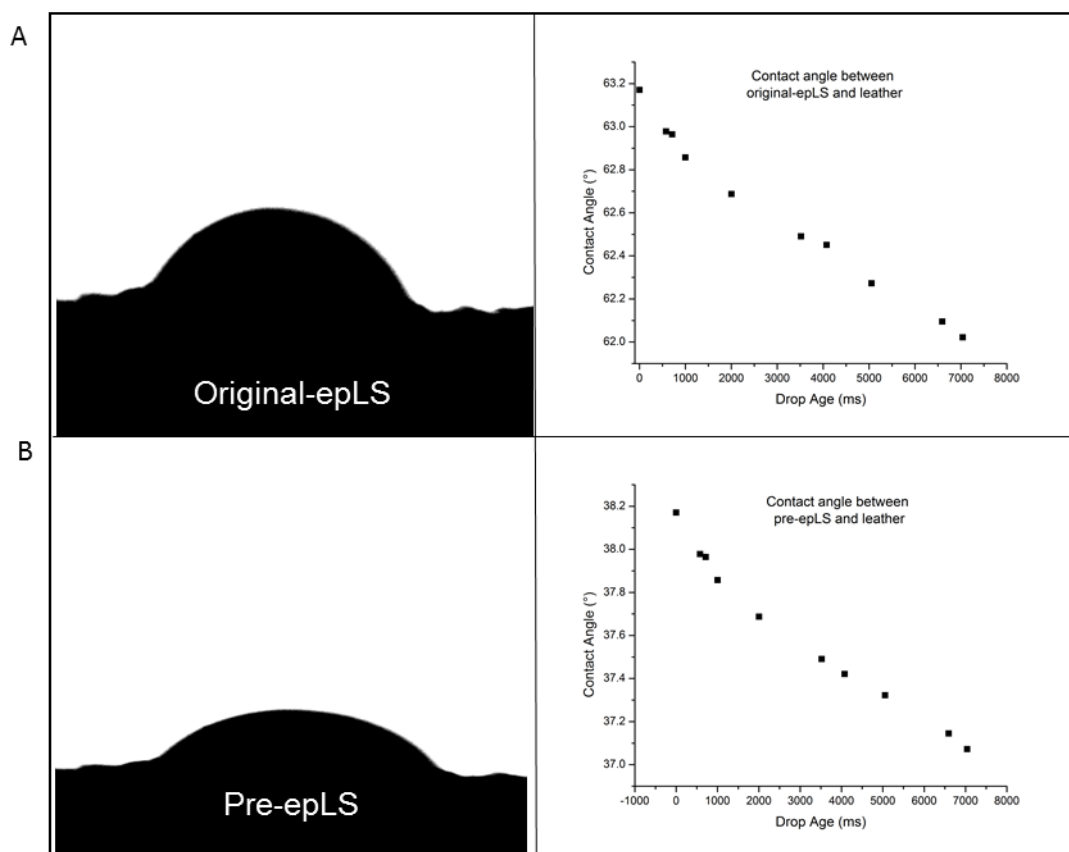 A
Original-epLS
Contact angle between
original-epLS and leather
Contact Angle (°)
63.2
63.0
62.8
62.6
62.4
62.2
62.0
0 1000 2000 3000 4000 5000 6000 7000 8000
Drop Age (ms)
B
Pre-epLS
Contact angle between
pre-epLS and leather
Contact Angle (°)
38.2
38.0
37.8
37.6
37.4
37.2
37.0
-1000 0 1000 2000 3000 4000 5000 6000 7000 8000
Drop Age (ms)